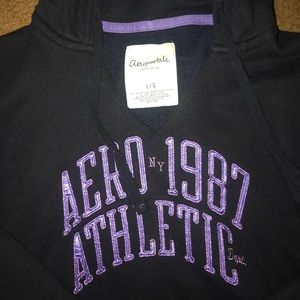 Aeropostale
L/G
AERO NY 1987
ATHLETIC
Dept.